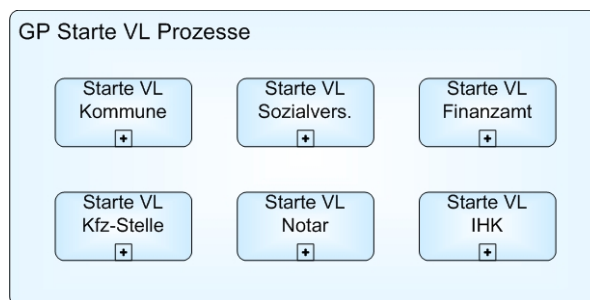 GP Starte VL Prozesse
Starte VL
Kommune
Starte VL
Sozialvers.
Starte VL
Finanzamt
Starte VL
Kfz-Stelle
Starte VL
Notar
Starte VL
IHK